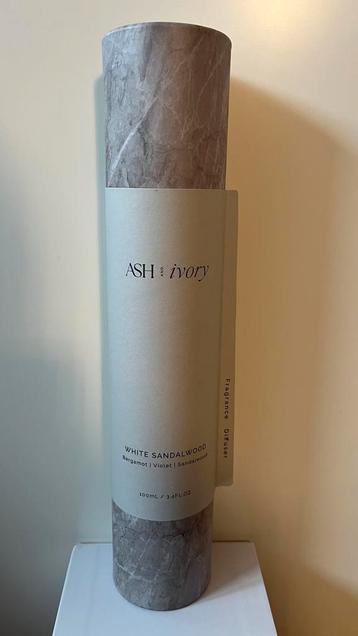 ASH AND ivory
WHITE SANDALWOOD
Bergamot | Violet | Sandalwood
100ML / 3.4FL.OZ
Fragrance Diffuser